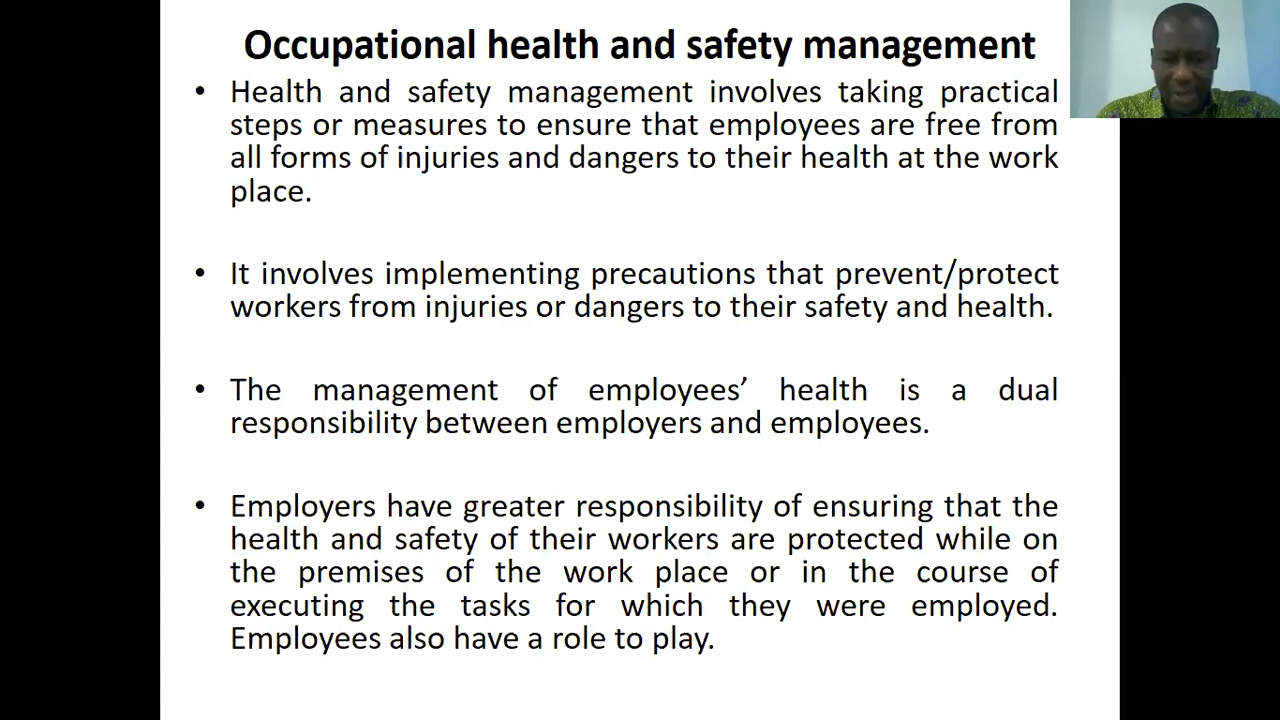 Occupational health and safety management
• Health and safety management involves taking practical
steps or measures to ensure that employees are free from
all forms of injuries and dangers to their health at the work
place.
• It involves implementing precautions that prevent/protect
workers from injuries or dangers to their safety and health.
• The management of employees’ health is a dual
responsibility between employers and employees.
• Employers have greater responsibility of ensuring that the
health and safety of their workers are protected while on
the premises of the work place or in the course of
executing the tasks for which they were employed.
Employees also have a role to play.